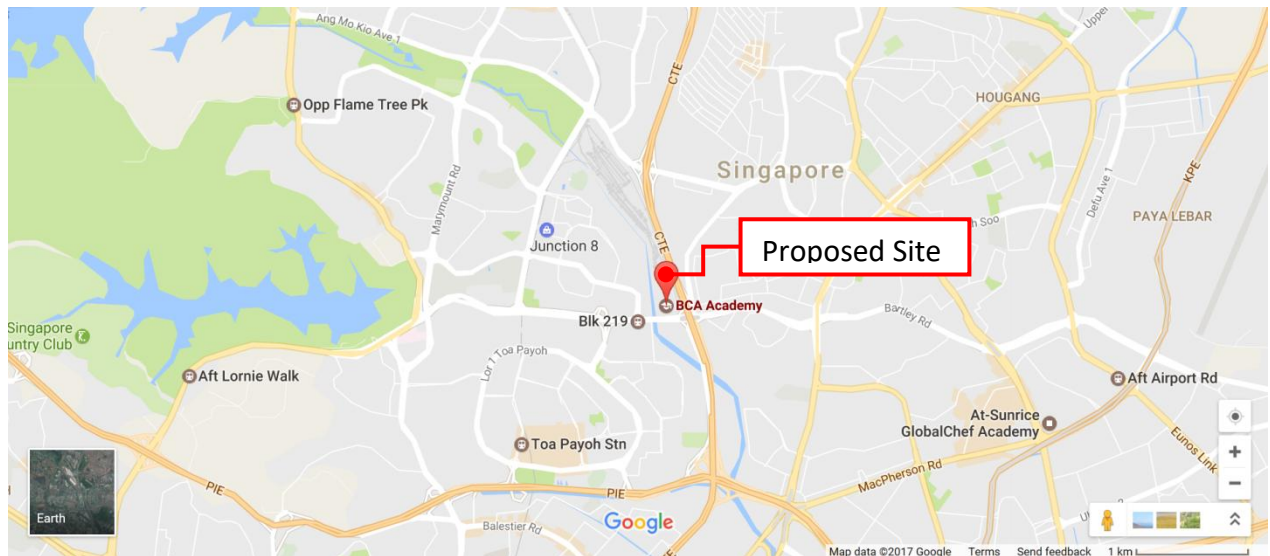 Ang Mo Kio Ave 1
CTE
Upper
Opp Flame Tree Pk
HOUGANG
KPE
Marymount Rd
Singapore
Defu Ave 1
PAYA LEBAR
CTE
Junction 8
Proposed Site
BCA Academy
Blk 219
Bartley Rd
Singapore
untry Club
Lor 1 Toa Payoh
Aft Lornie Walk
Aft Airport Rd
At-Sunrice
GlobalChef Academy
Toa Payoh Stn
Eunos Link
MacPherson Rd
PIE
PIE
Earth
Google
Balestier Rd
Map data ©2017 Google Terms Send feedback 1 km